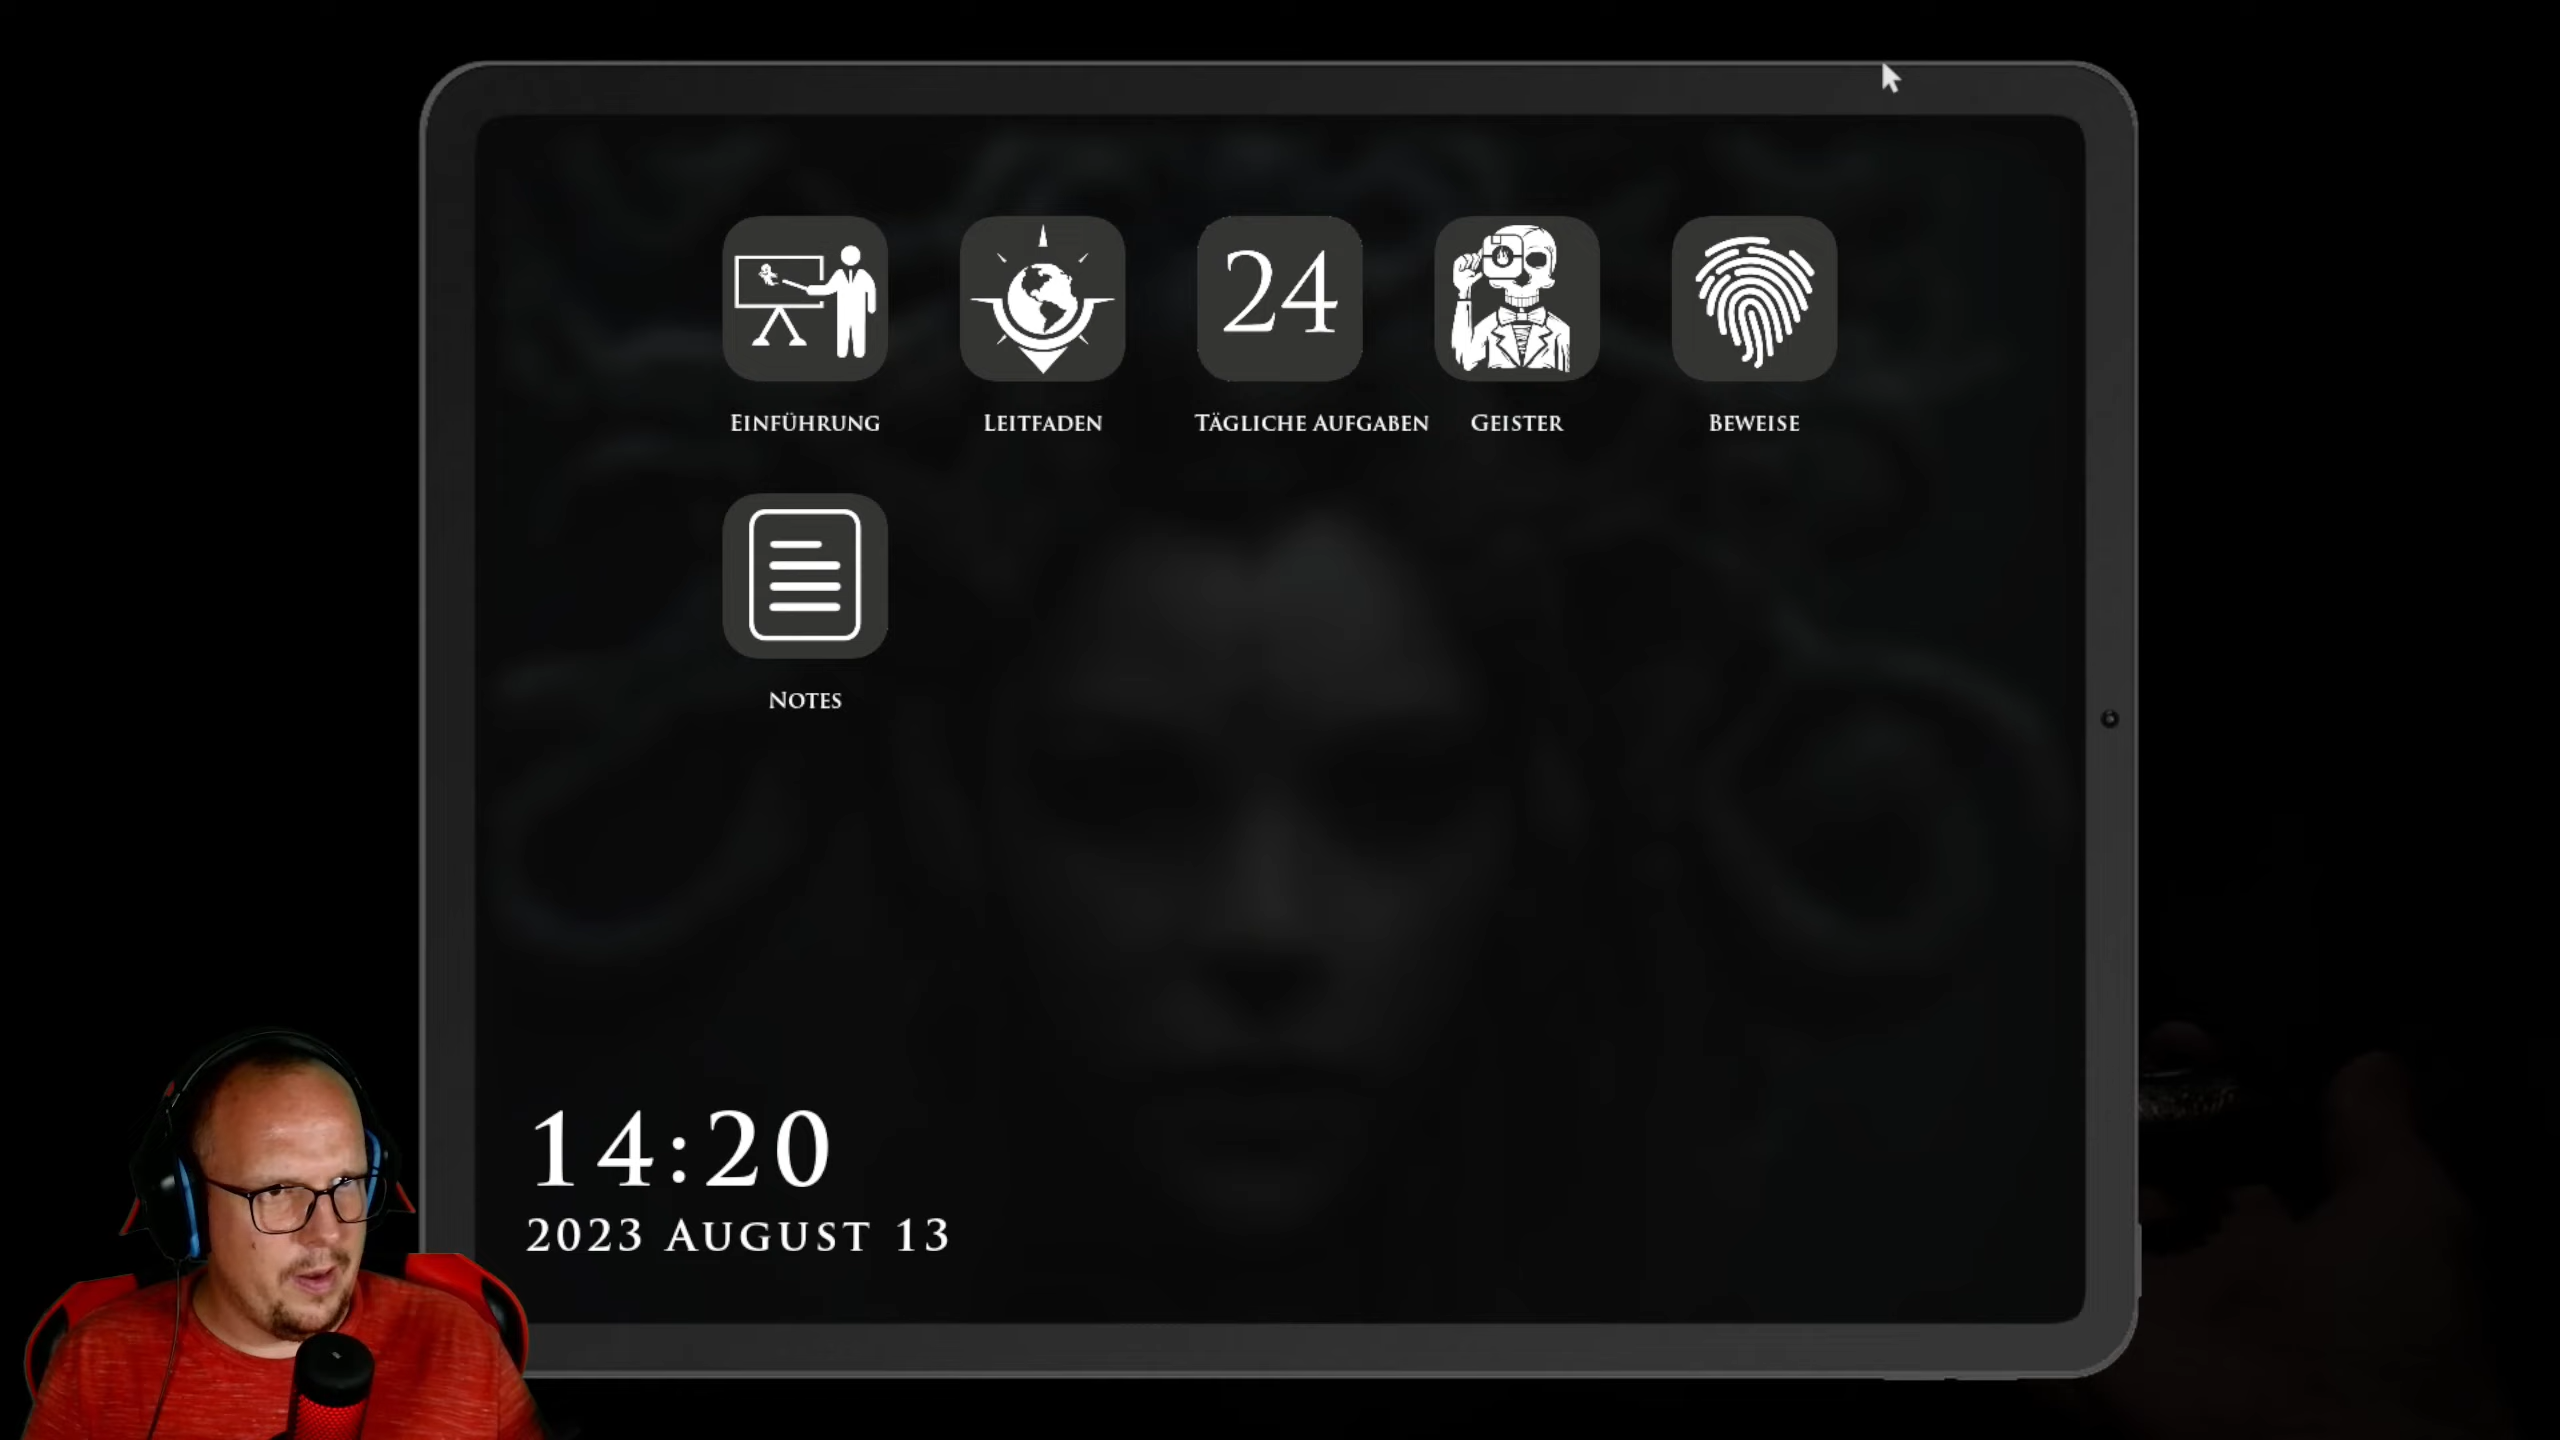 24
Einführung
Leitfaden
Tägliche Aufgaben
Geister
Beweise
Notes
14:20
2023 August 13